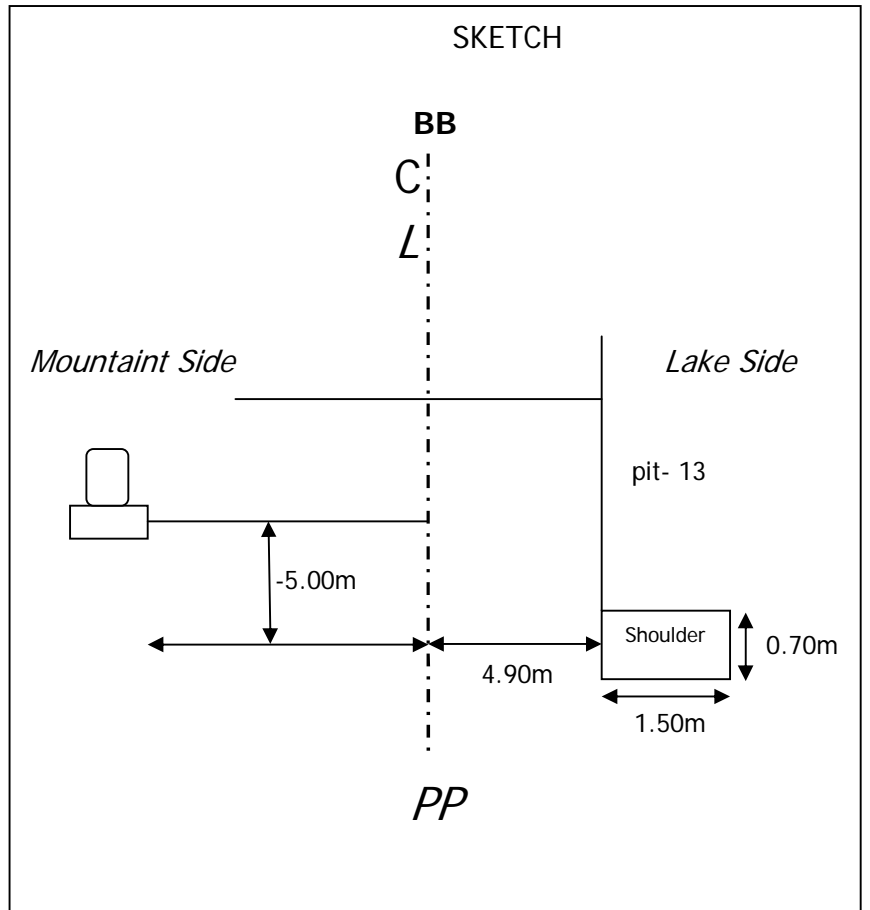 SKETCH
BB
C
L
Mountaint Side
Lake Side
pit- 13
-5.00m
Shoulder
0.70m
4.90m
1.50m
PP